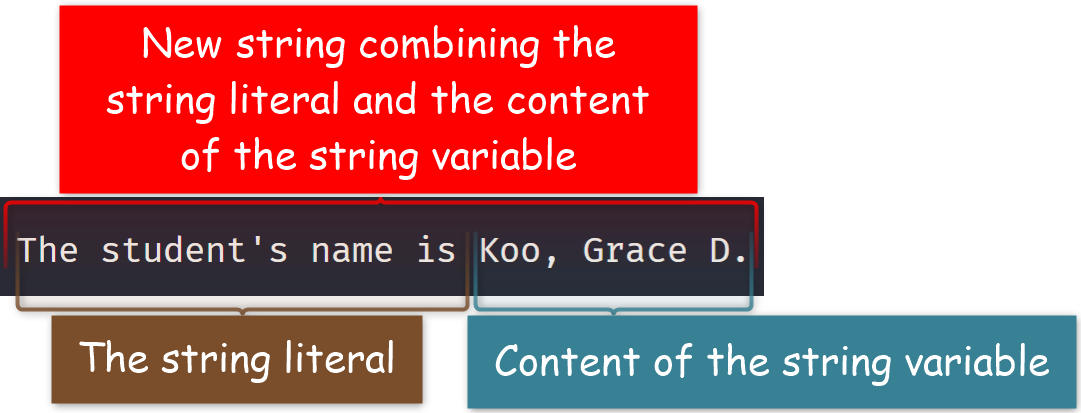 New string combining the
string literal and the content
of the string variable
The student's name is Koo, Grace D.
The string literal
Content of the string variable